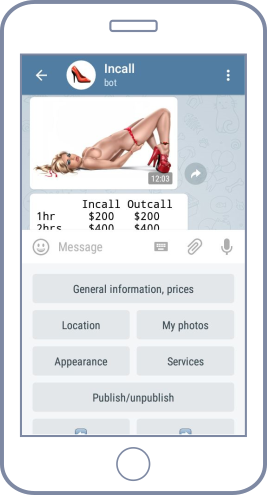 Incall
bot
12:03
Incall Outcall
1hr $200 $200
2hrs $400 $400
Message
General information, prices
Location My photos
Appearance Services
Publish/unpublish